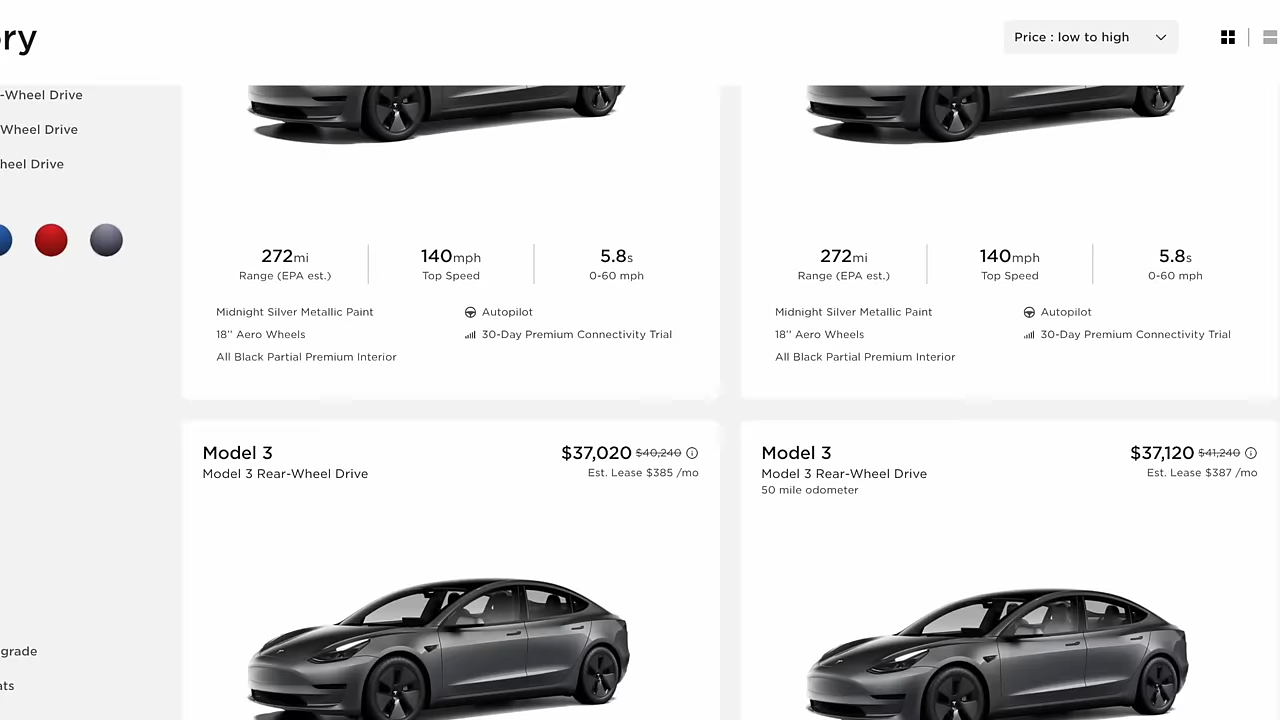 ory
Price : low to high
-Wheel Drive
Wheel Drive
heel Drive
272mi
Range (EPA est.)
140mph
Top Speed
5.8s
0-60 mph
Midnight Silver Metallic Paint
18’’ Aero Wheels
All Black Partial Premium Interior
Autopilot
30-Day Premium Connectivity Trial
272mi
Range (EPA est.)
140mph
Top Speed
5.8s
0-60 mph
Midnight Silver Metallic Paint
18’’ Aero Wheels
All Black Partial Premium Interior
Autopilot
30-Day Premium Connectivity Trial
Model 3
Model 3 Rear-Wheel Drive
$37,020 $40,240
Est. Lease $385 /mo
Model 3
Model 3 Rear-Wheel Drive
50 mile odometer
$37,120 $41,240
Est. Lease $387 /mo
grade
ats